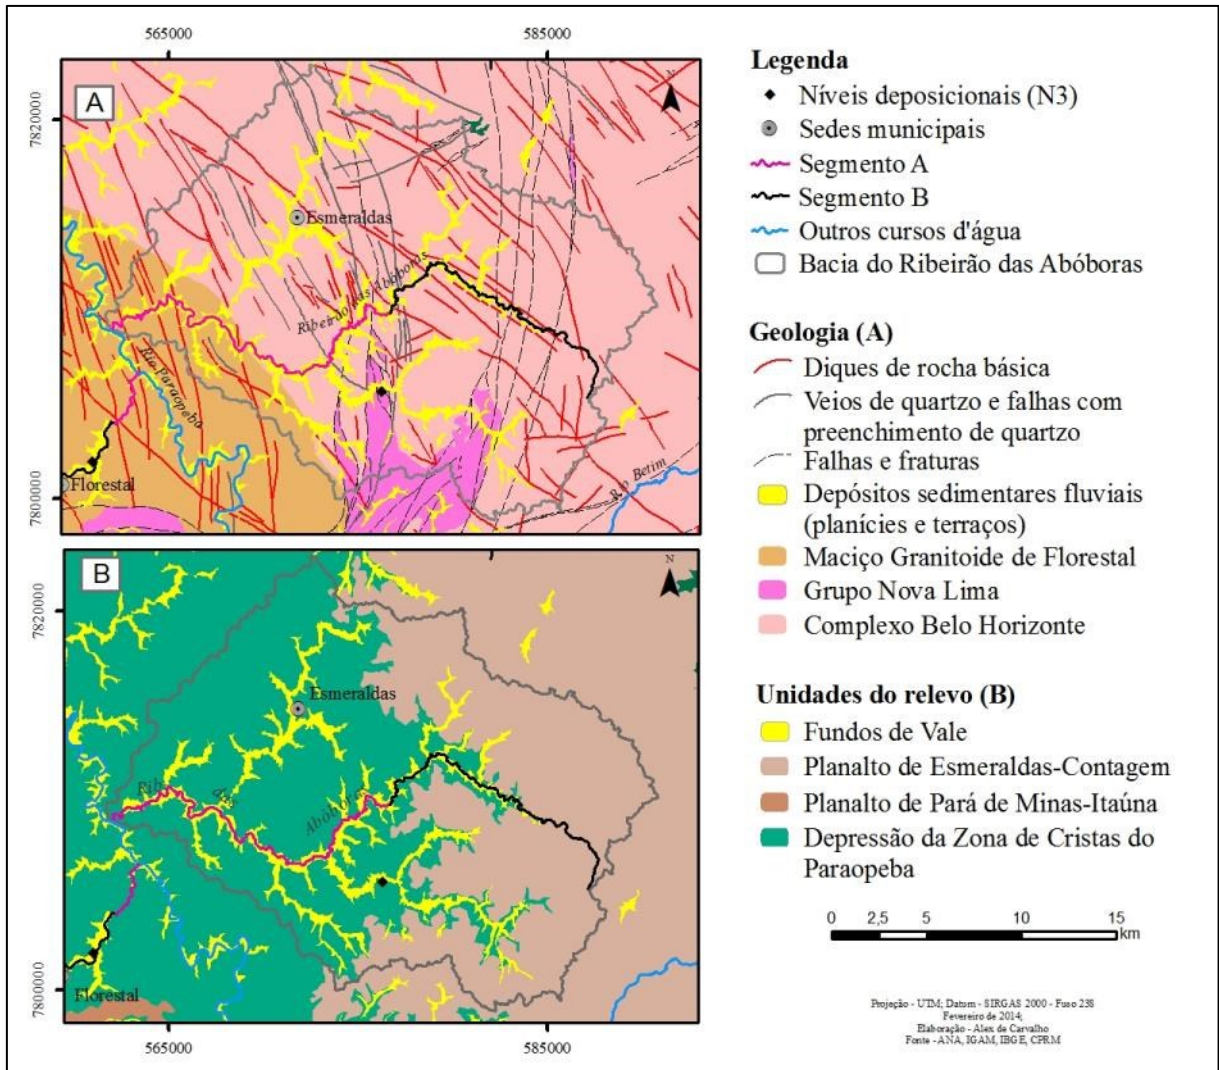 565000
585000
A
N
7820000
Esmeraldas
Ribeirão das Abóboras
Rio Paraopeba
Florestal
Rio Betim
7800000
B
N
7820000
Esmeraldas
Rib.
das
Abóboras
Florestal
7800000
565000
585000
Legenda
Níveis deposicionais (N3)
Sedes municipais
Segmento A
Segmento B
Outros cursos d'água
Bacia do Ribeirão das Abóboras
Geologia (A)
Diques de rocha básica
Veios de quartzo e falhas com
preenchimento de quartzo
Falhas e fraturas
Depósitos sedimentares fluviais
(planícies e terraços)
Maciço Granitoide de Florestal
Grupo Nova Lima
Complexo Belo Horizonte
Unidades do relevo (B)
Fundos de Vale
Planalto de Esmeraldas-Contagem
Planalto de Pará de Minas-Itaúna
Depressão da Zona de Cristas do
Paraopeba
0 2,5 5 10 15
km
Projeção - UTM; Datum - SIRGAS 2000 - Fuso 23S
Fevereiro de 2014;
Elaboração - Alex de Carvalho
Fonte - ANA, IGAM, IBGE, CPRM